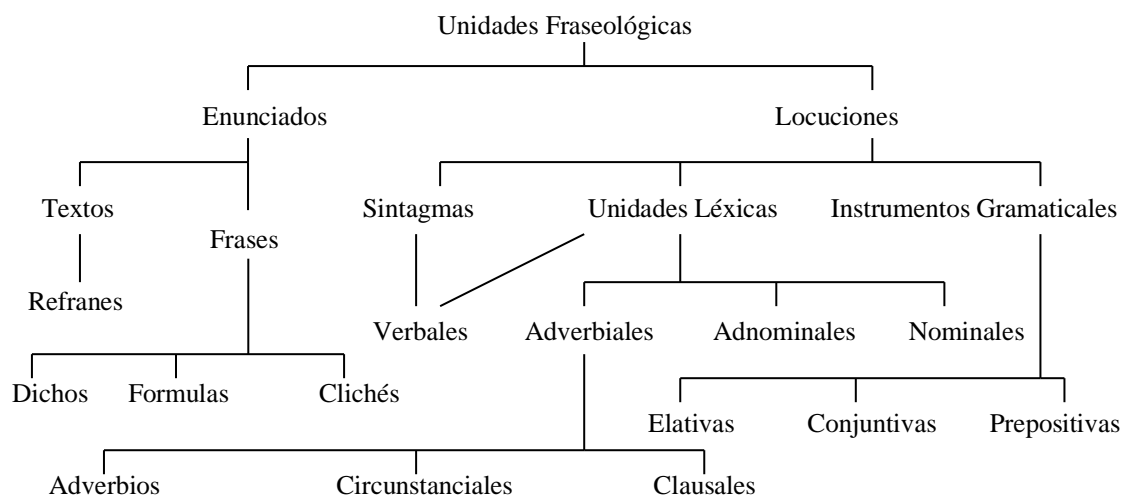 Unidades Fraseológicas
Enunciados Locuciones
Textos Sintagmas Unidades Léxicas Instrumentos Gramaticales
Frases
Refranes
Verbales Adverbiales Adnominales Nominales
Dichos Formulas Clichés
Elativas Conjuntivas Prepositivas
Adverbios Circunstanciales Clausales